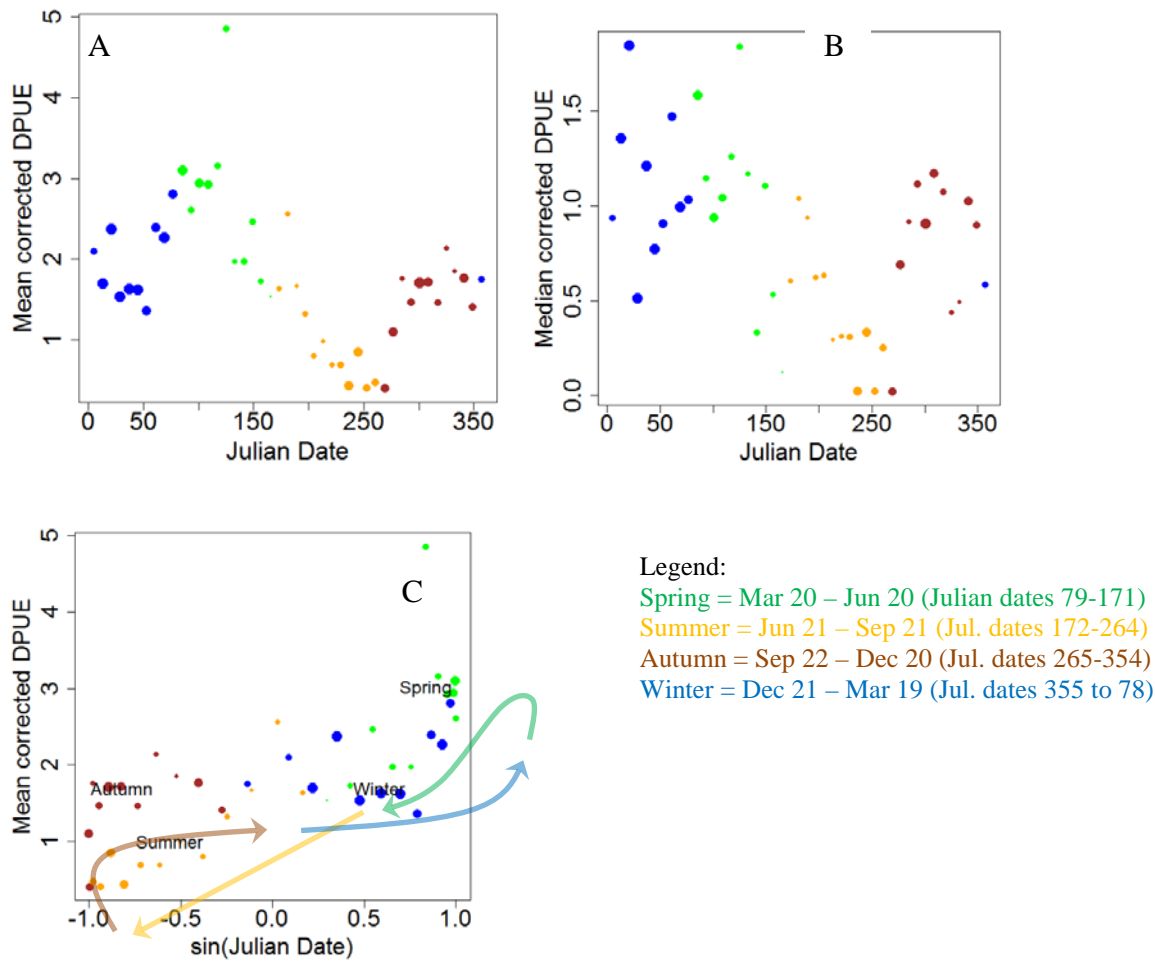 A
Mean corrected DPUE
5
4
3
2
1
0 50 150 250 350
Julian Date
B
Median corrected DPUE
1.5
1.0
0.5
0.0
0 50 150 250 350
Julian Date
C
Mean corrected DPUE
5
4
3
2
1
Spring
Autumn
Winter
Summer
-1.0 -0.5 0.0 0.5 1.0
sin(Julian Date)
Legend:
Spring = Mar 20 – Jun 20 (Julian dates 79-171)
Summer = Jun 21 – Sep 21 (Jul. dates 172-264)
Autumn = Sep 22 – Dec 20 (Jul. dates 265-354)
Winter = Dec 21 – Mar 19 (Jul. dates 355 to 78)